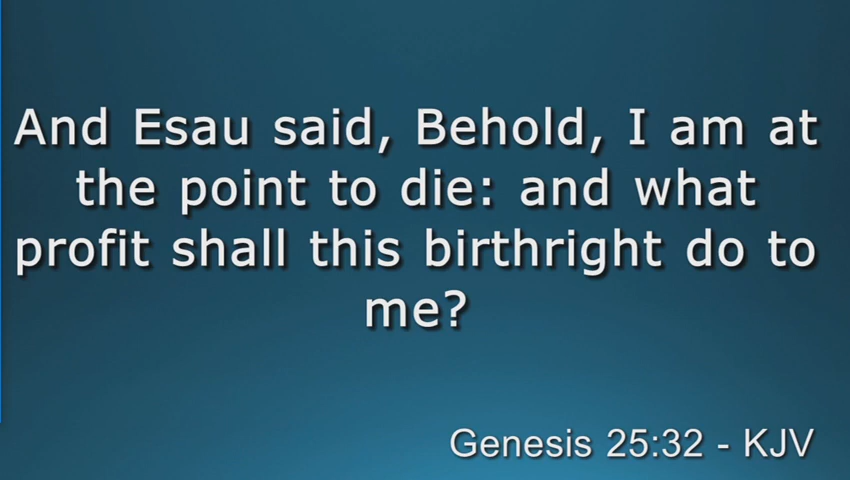 And Esau said, Behold, I am at
the point to die: and what
profit shall this birthright do to
me?
Genesis 25:32 - KJV